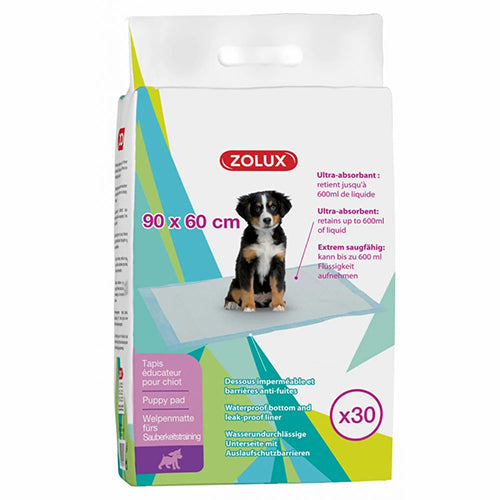 ZOLUX
90 x 60 cm
Ultra-absorbant :
retient jusqu'à
600ml de liquide
Ultra-absorbent:
retains up to 600ml
of liquid
Extrem saugfähig:
kann bis zu 600 ml
Flüssigkeit
aufnehmen
Tapis
éducateur
pour chiot
Puppy pad
Welpenmatte
fürs
Sauberkeitstraining
Dessous imperméable et
barrières anti-fuites
Waterproof bottom and
leak-proof liner
Wasserundurchlässige
Unterseite mit
Auslaufschutzbarrieren
x30